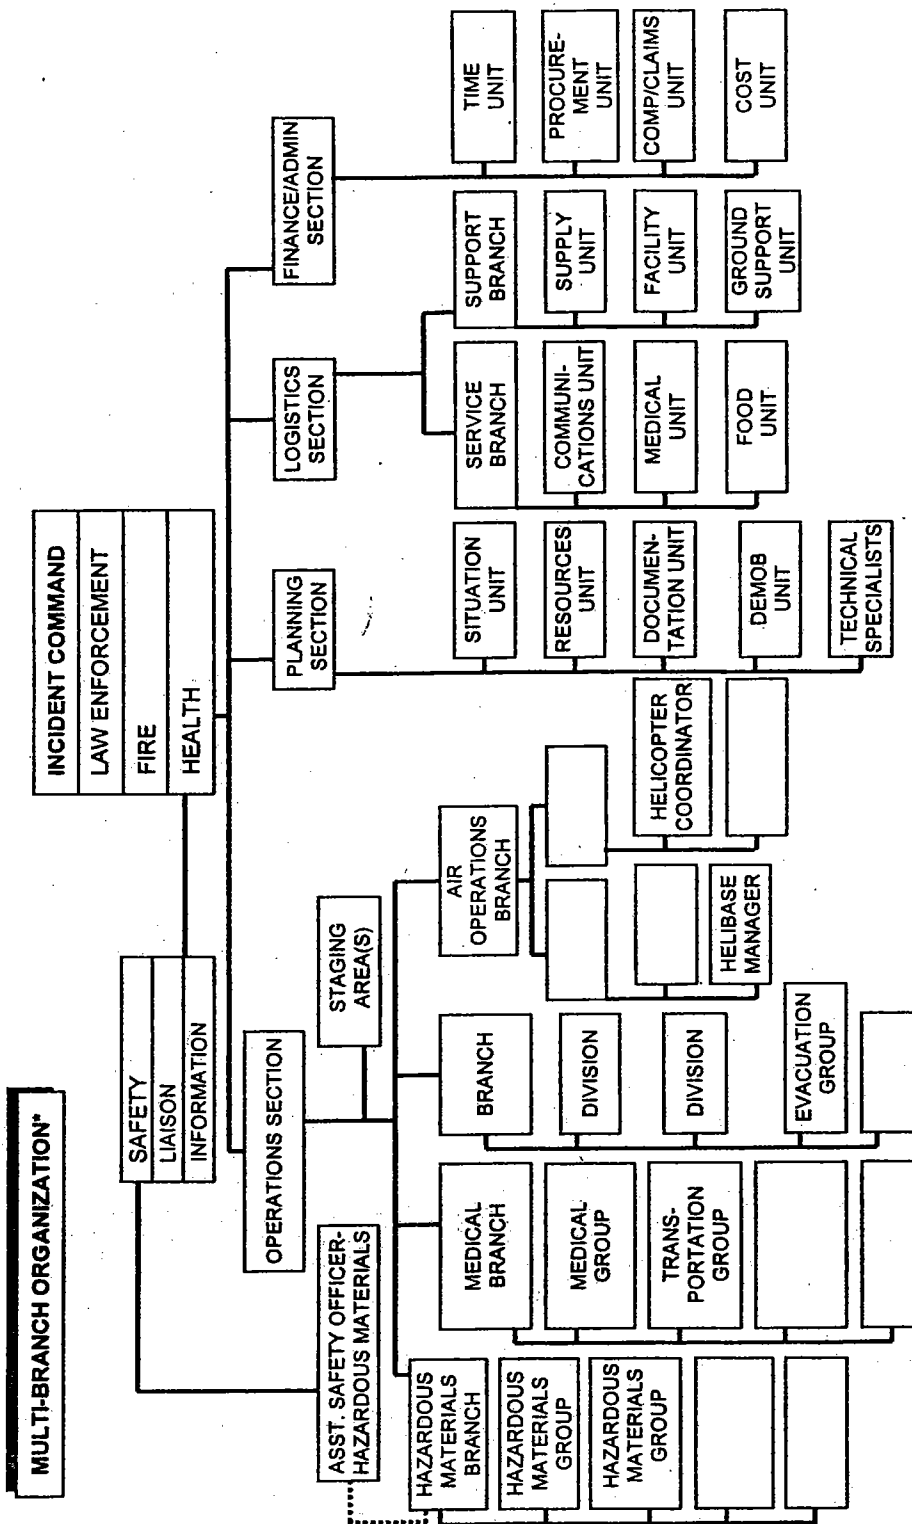 MULTI-BRANCH ORGANIZATION*
INCIDENT COMMAND
LAW ENFORCEMENT
FIRE
HEALTH
SAFETY
LIAISON
INFORMATION
OPERATIONS SECTION
PLANNING
SECTION
LOGISTICS
SECTION
FINANCE/ADMIN
SECTION
ASST. SAFETY OFFICER-
HAZARDOUS MATERIALS
STAGING
AREA(S)
HAZARDOUS
MATERIALS
BRANCH
HAZARDOUS
MATERIALS
GROUP
HAZARDOUS
MATERIALS
GROUP
MEDICAL
BRANCH
MEDICAL
GROUP
TRANS-
PORTATION
GROUP
BRANCH
DIVISION
DIVISION
EVACUATION
GROUP
AIR
OPERATIONS
BRANCH
HELIBASE
MANAGER
HELICOPTER
COORDINATOR
SITUATION
UNIT
RESOURCES
UNIT
DOCUMEN-
TATION UNIT
DEMOB
UNIT
TECHNICAL
SPECIALISTS
SERVICE
BRANCH
COMMUNI-
CATIONS UNIT
MEDICAL
UNIT
FOOD
UNIT
SUPPORT
BRANCH
SUPPLY
UNIT
FACILITY
UNIT
GROUND
SUPPORT
UNIT
TIME
UNIT
PROCURE-
MENT
UNIT
COMP/CLAIMS
UNIT
COST
UNIT